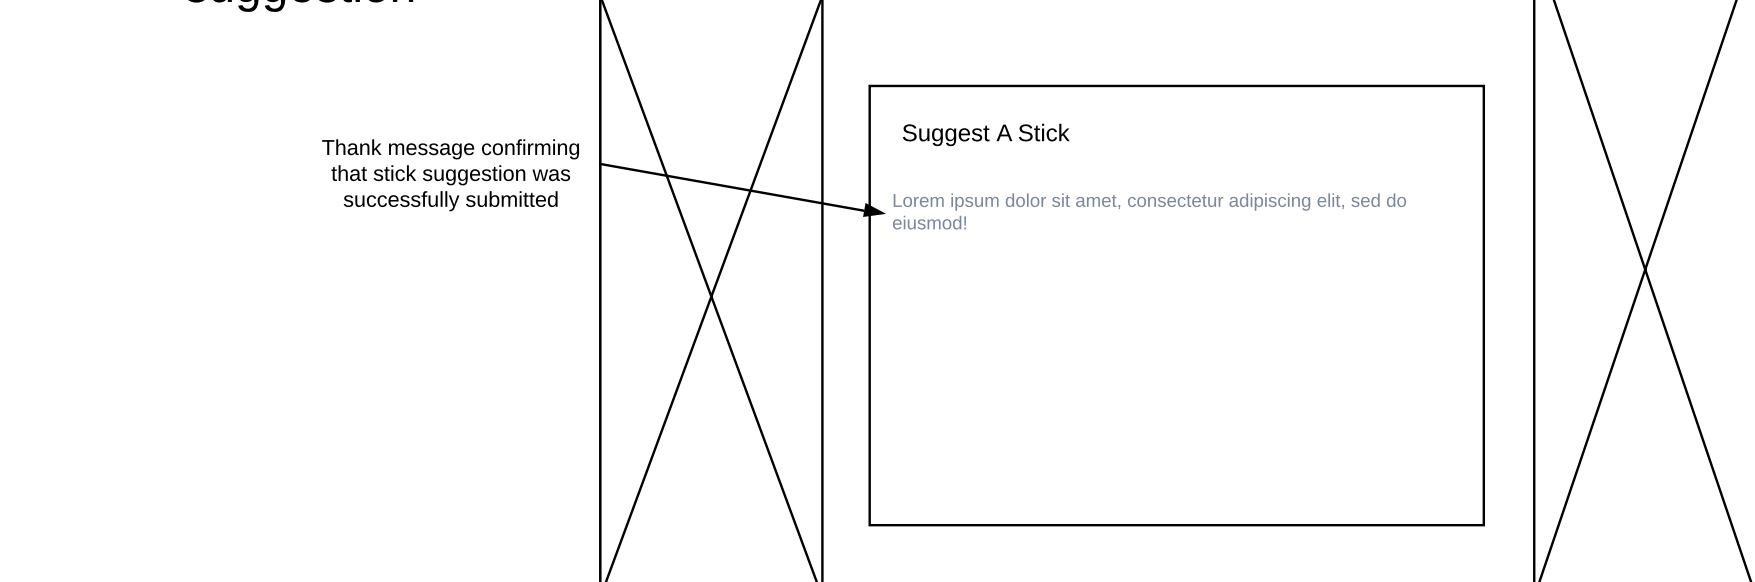 suggestion
Thank message confirming
that stick suggestion was
successfully submitted
Suggest A Stick
Lorem ipsum dolor sit amet, consectetur adipiscing elit, sed do
eiusmod!